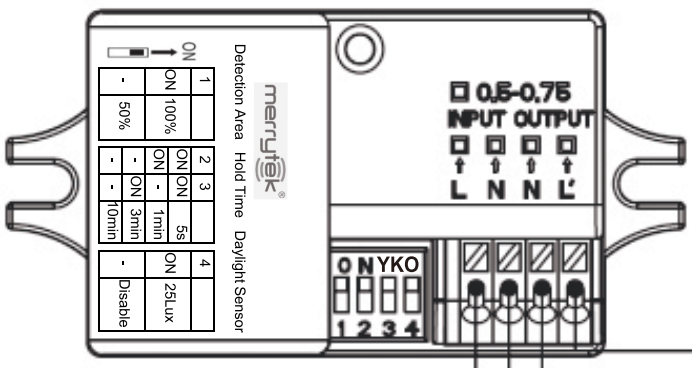 ON
Detection Area Hold Time Daylight Sensor
merrytek®
1
ON 100%
- 50%
2 3
ON ON 5s
ON - 1min
- ON 3min
- - 10min
4
ON 25Lux
- Disable
0.5-0.75
INPUT OUTPUT
L N N L'
ONYKO
1 2 3 4